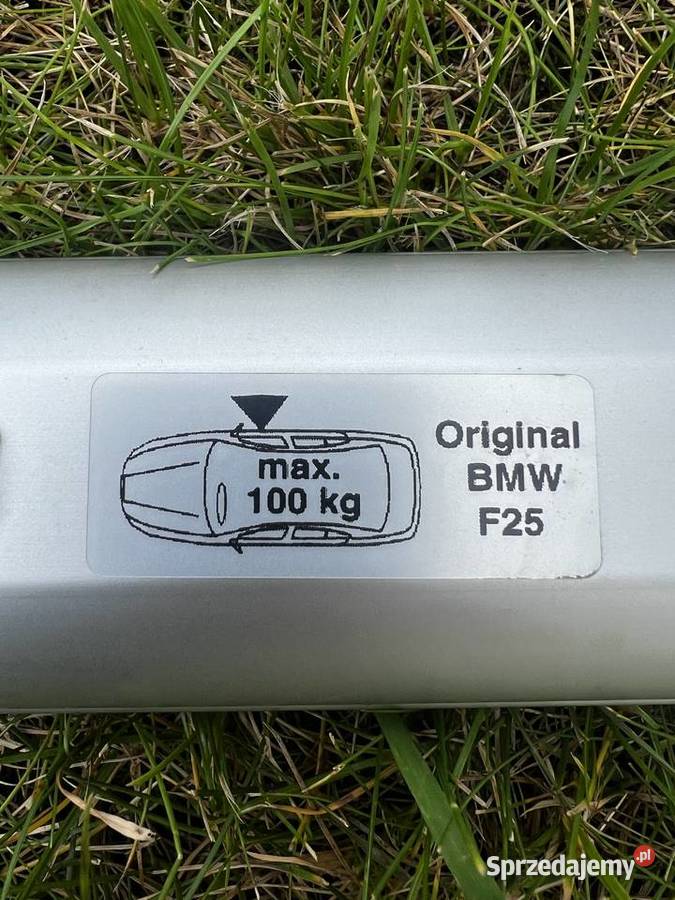 max.
100 kg
Original
BMW
F25
Sprzedajemy.pl